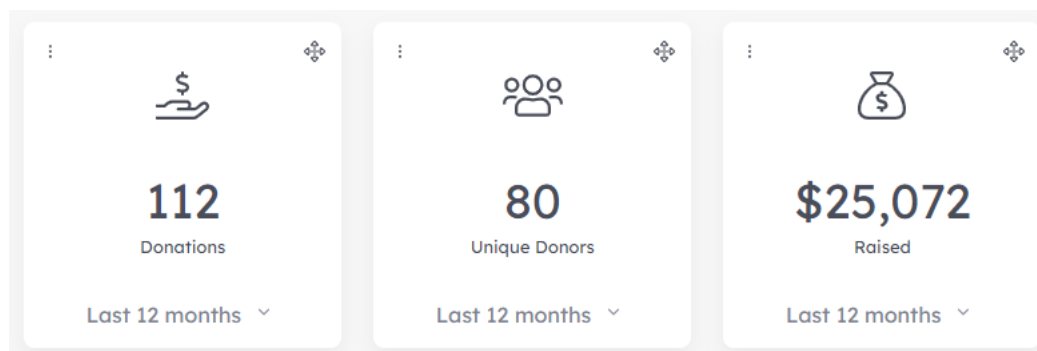 $
112
Donations
Last 12 months
80
Unique Donors
Last 12 months
$
$25,072
Raised
Last 12 months